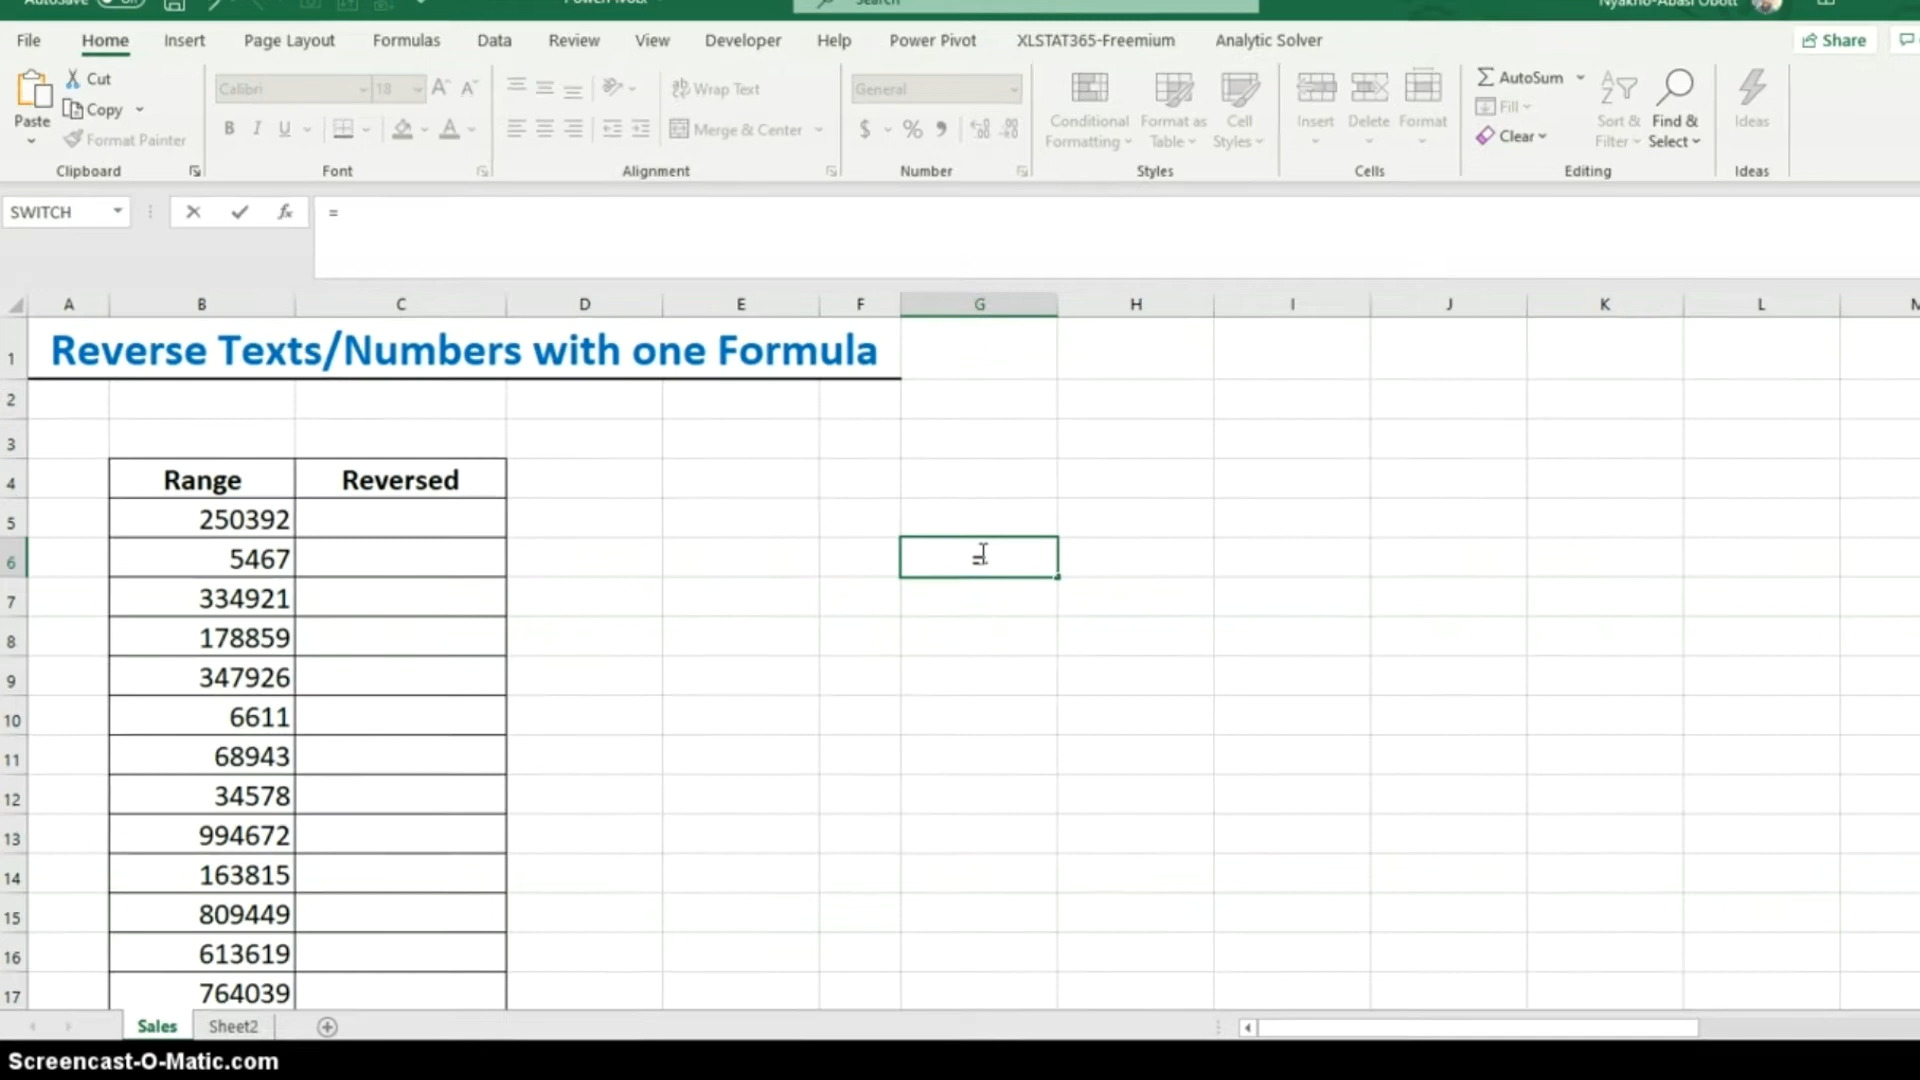 AutoSave
Search
Nyakno-Abasi Obott
File Home Insert Page Layout Formulas Data Review View Developer Help Power Pivot XLSTAT365-Freemium Analytic Solver Share
Paste
Cut
Copy
Format Painter
Clipboard
Calibri 18
B I U
Font
Wrap Text
Merge & Center
Alignment
General
$ % 9
Number
Conditional Formatting
Format as Table
Cell Styles
Styles
Insert Delete Format
Cells
AutoSum
Fill
Clear
Sort & Filter
Find & Select
Editing
Ideas
Ideas
SWITCH fx =
A B C D E F G H I J K L
1 Reverse Texts/Numbers with one Formula
2
3
4 Range Reversed
5 250392
6 5467 =
7 334921
8 178859
9 347926
10 6611
11 68943
12 34578
13 994672
14 163815
15 809449
16 613619
17 764039
Sales Sheet2
Screencast-O-Matic.com